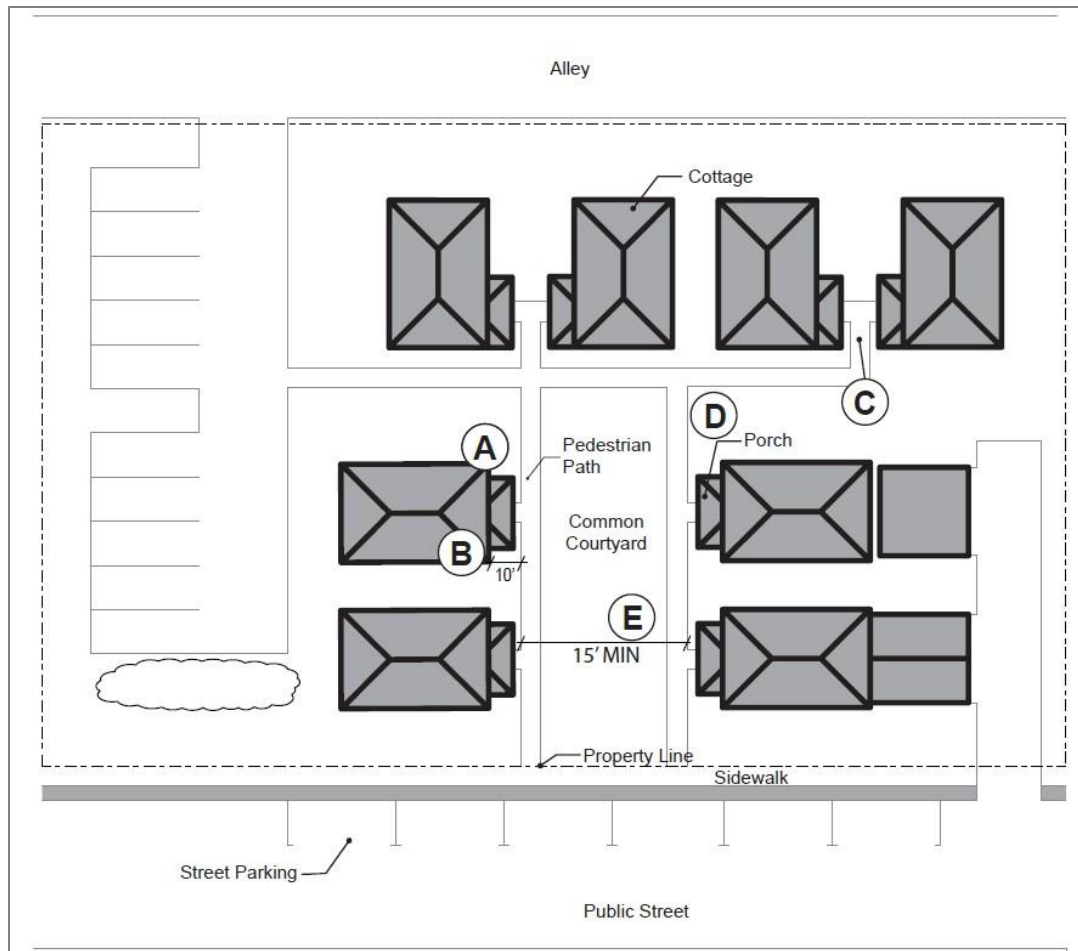 Alley
Cottage
C
D
A
Porch
Pedestrian
Path
Common
Courtyard
B
10'
E
15' MIN
Property Line
Sidewalk
Street Parking
Public Street